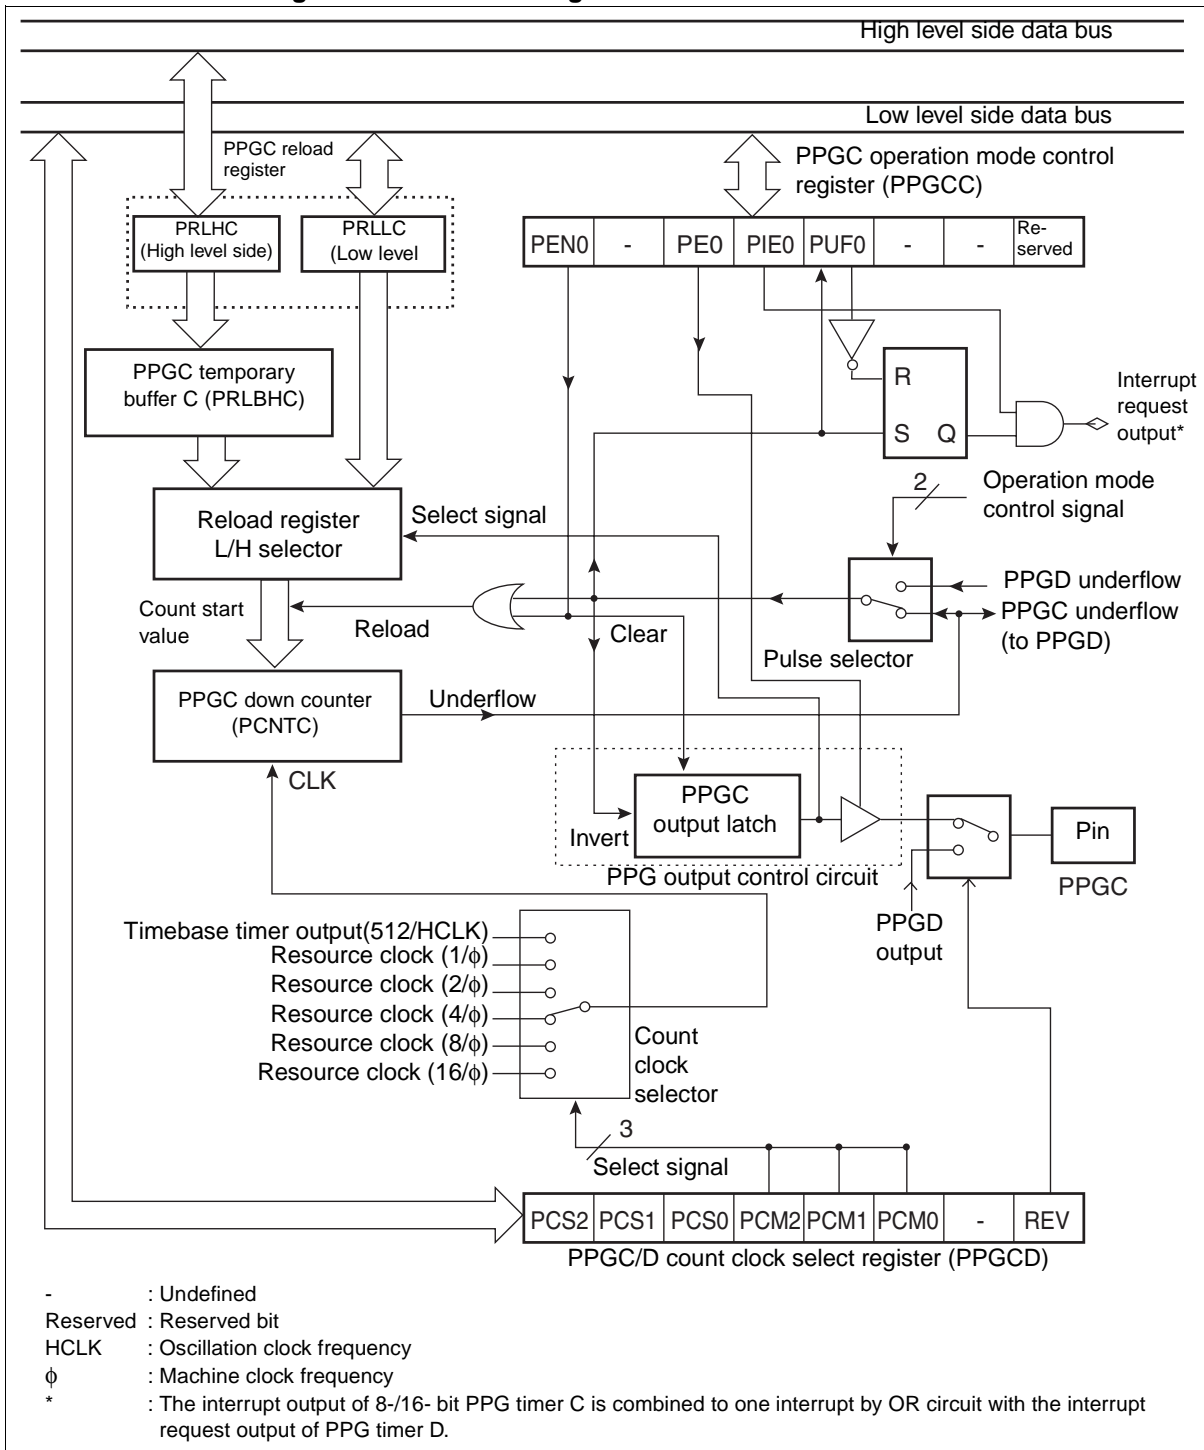 High level side data bus
Low level side data bus
PPGC reload
register
PPGC operation mode control
register (PPGCC)
PRLHC
(High level side)
PRLLC
(Low level
PEN0
-
PE0
PIE0
PUF0
-
-
Re-
served
PPGC temporary
buffer C (PRLBHC)
R
S Q
Interrupt
request
output*
Reload register
L/H selector
Select signal
2
Operation mode
control signal
Count start
value
Reload
Clear
PPGD underflow
PPGC underflow
(to PPGD)
Pulse selector
PPGC down counter
(PCNTC)
Underflow
CLK
PPGC
output latch
Invert
PPG output control circuit
Pin
PPGC
PPGD
output
Timebase timer output(512/HCLK)
Resource clock (1/ϕ)
Resource clock (2/ϕ)
Resource clock (4/ϕ)
Resource clock (8/ϕ)
Resource clock (16/ϕ)
Count
clock
selector
3
Select signal
PCS2
PCS1
PCS0
PCM2
PCM1
PCM0
-
REV
PPGC/D count clock select register (PPGCD)
- : Undefined
Reserved : Reserved bit
HCLK : Oscillation clock frequency
ϕ : Machine clock frequency
* : The interrupt output of 8-/16- bit PPG timer C is combined to one interrupt by OR circuit with the interrupt
request output of PPG timer D.